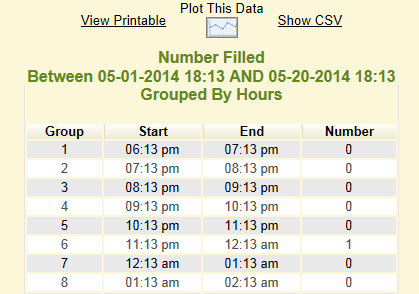 Plot This Data
View Printable Show CSV
Number Filled
Between 05-01-2014 18:13 AND 05-20-2014 18:13
Grouped By Hours
Group Start End Number
1 06:13 pm 07:13 pm 0
2 07:13 pm 08:13 pm 0
3 08:13 pm 09:13 pm 0
4 09:13 pm 10:13 pm 0
5 10:13 pm 11:13 pm 0
6 11:13 pm 12:13 am 1
7 12:13 am 01:13 am 0
8 01:13 am 02:13 am 0